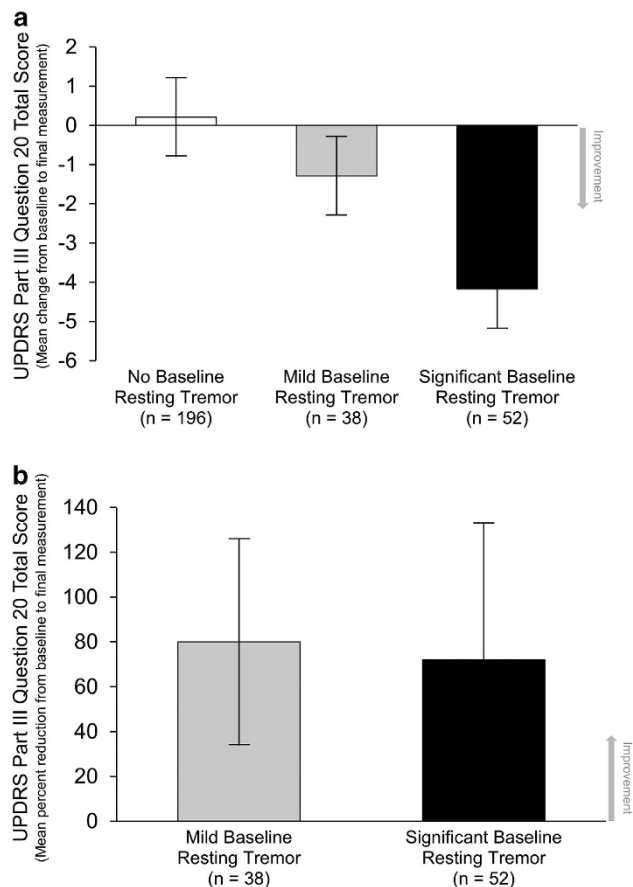 a
UPDRS Part III Question 20 Total Score
(Mean change from baseline to final measurement)
2
1
0
-1
-2
-3
-4
-5
-6
Improvement
No Baseline
Resting Tremor
(n = 196)
Mild Baseline
Resting Tremor
(n = 38)
Significant Baseline
Resting Tremor
(n = 52)
b
UPDRS Part III Question 20 Total Score
(Mean percent reduction from baseline to final measurement)
140
120
100
80
60
40
20
0
Improvement
Mild Baseline
Resting Tremor
(n = 38)
Significant Baseline
Resting Tremor
(n = 52)